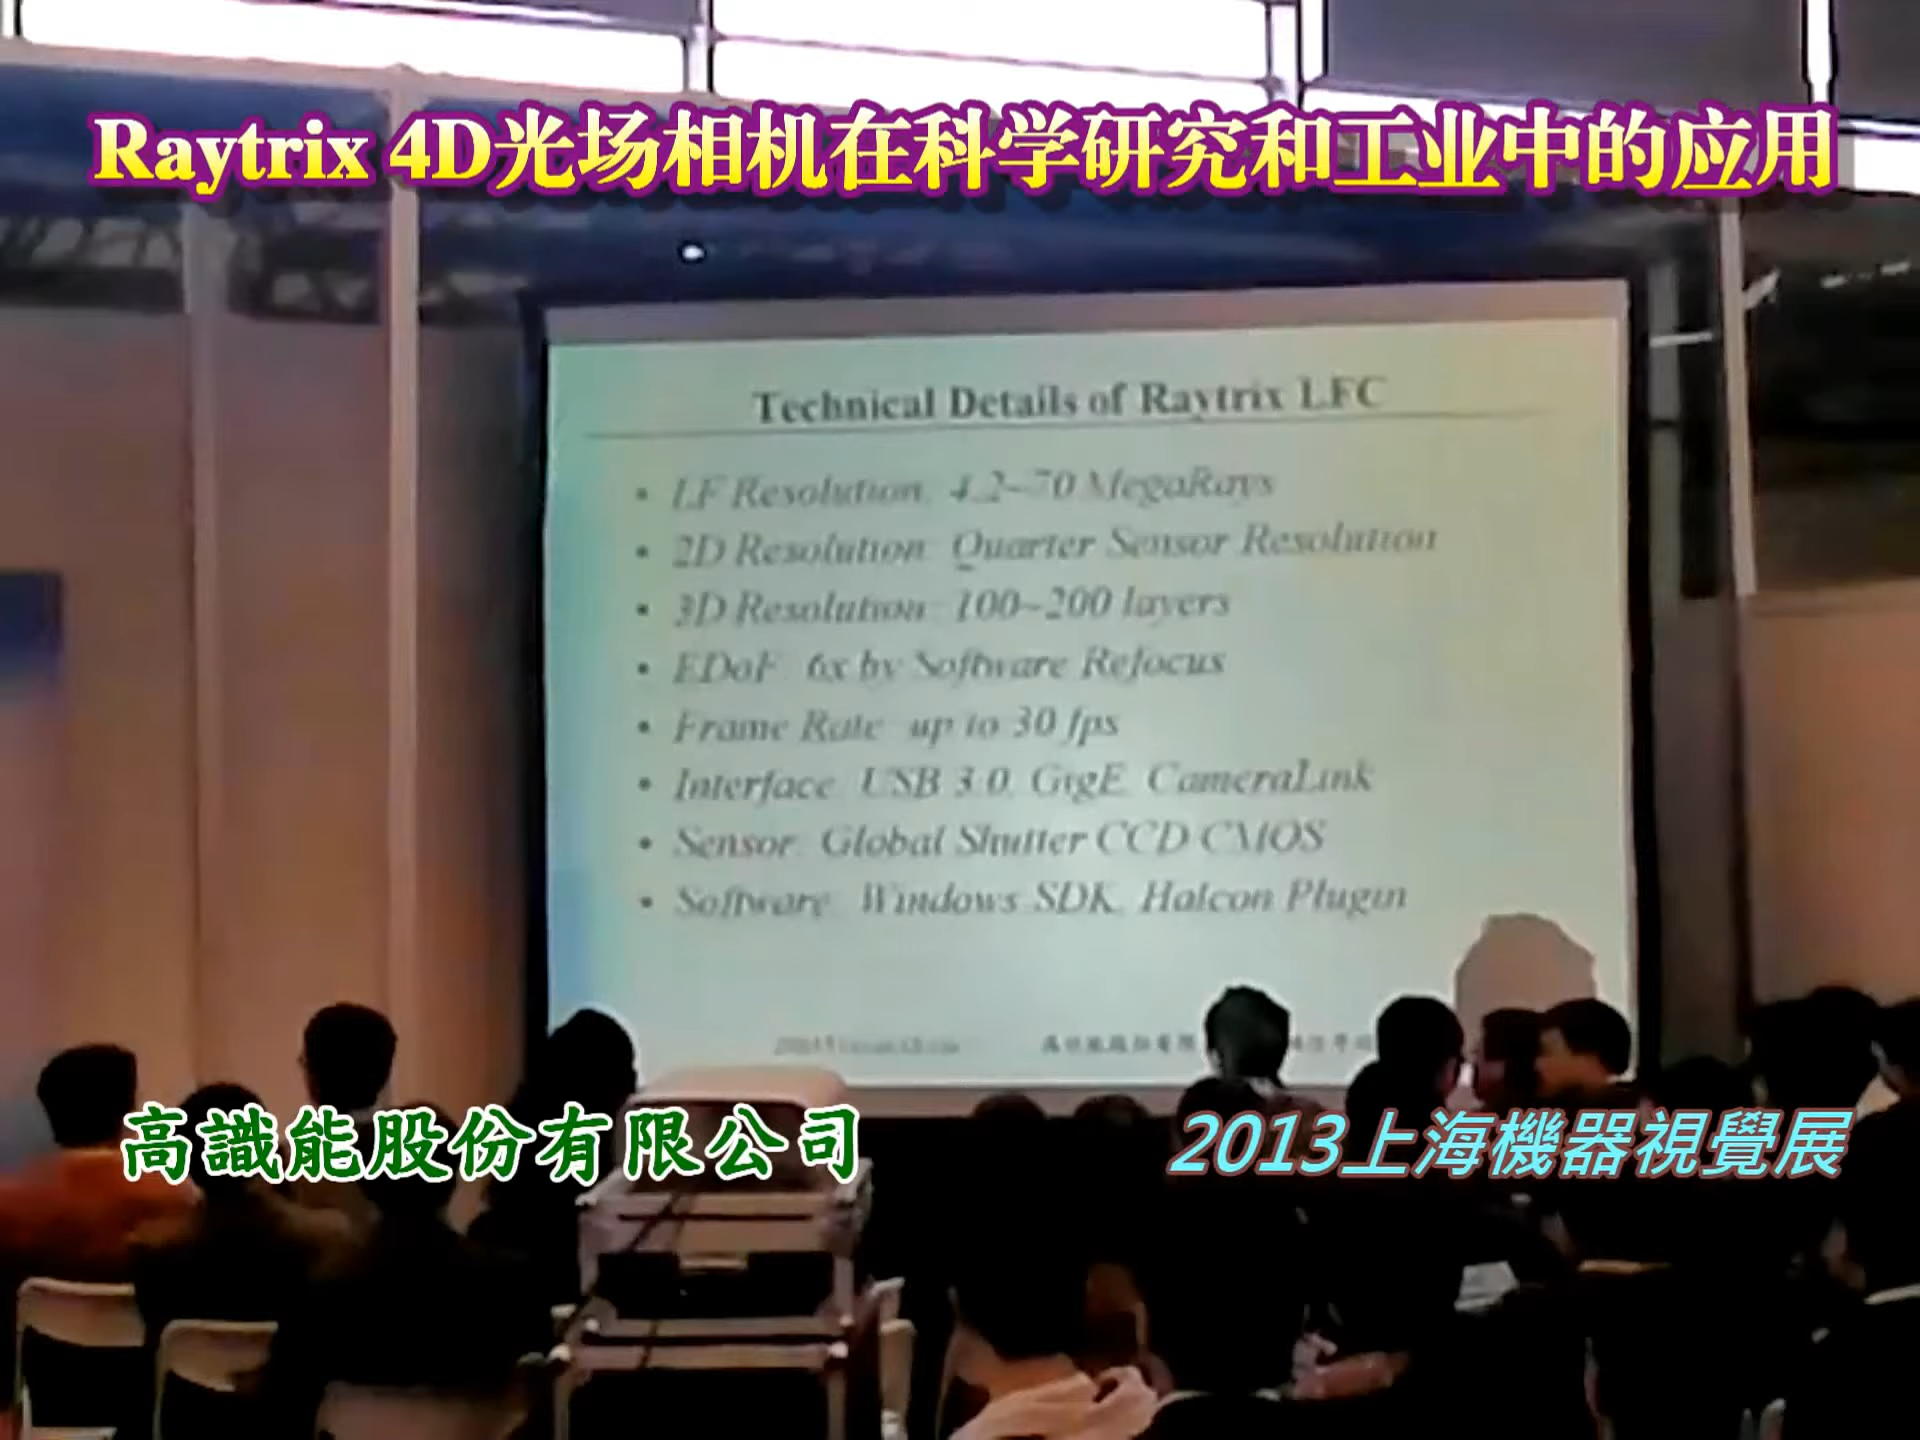 Raytrix 4D光场相机在科学研究和工业中的应用
Technical Details of Raytrix LFC
• LF Resolution: 4.2~70 MegaRays
• 2D Resolution: Quarter Sensor Resolution
• 3D Resolution: 100~200 layers
• EDoF: 6x by Software Refocus
• Frame Rate: up to 30 fps
• Interface: USB 3.0, GigE, CameraLink
• Sensor: Global Shutter CCD CMOS
• Software: Windows SDK, Halcon Plugin
高識能股份有限公司
2013上海機器視覺展